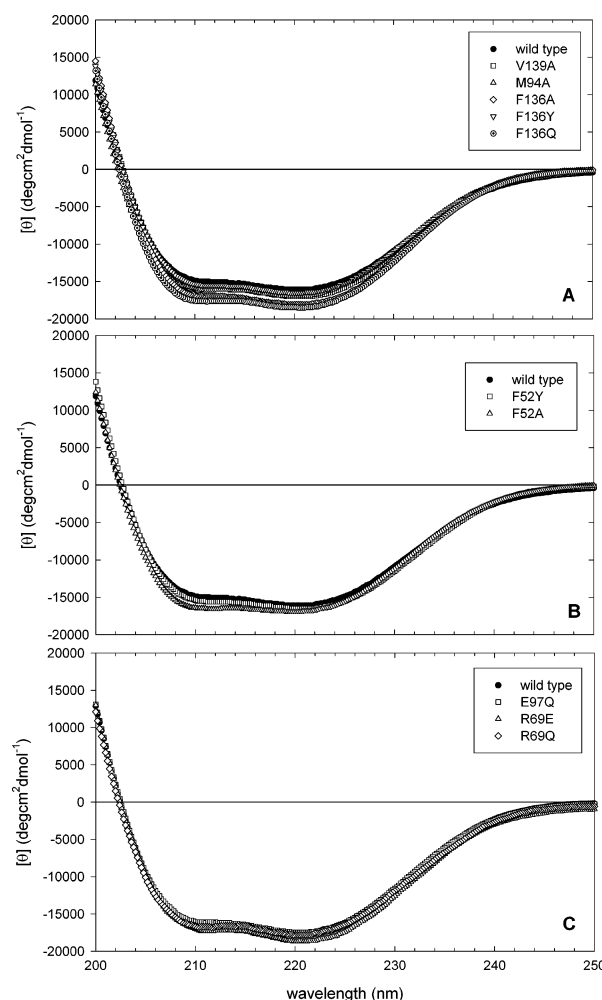 20000
15000
10000
5000
0
-5000
-10000
-15000
-20000
[θ] (degcm²dmol⁻¹)
wild type
V139A
M94A
F136A
F136Y
F136Q
A
20000
15000
10000
5000
0
-5000
-10000
-15000
-20000
[θ] (degcm²dmol⁻¹)
wild type
F52Y
F52A
B
20000
15000
10000
5000
0
-5000
-10000
-15000
-20000
[θ] (degcm²dmol⁻¹)
wild type
E97Q
R69E
R69Q
C
200 210 220 230 240 250
wavelength (nm)